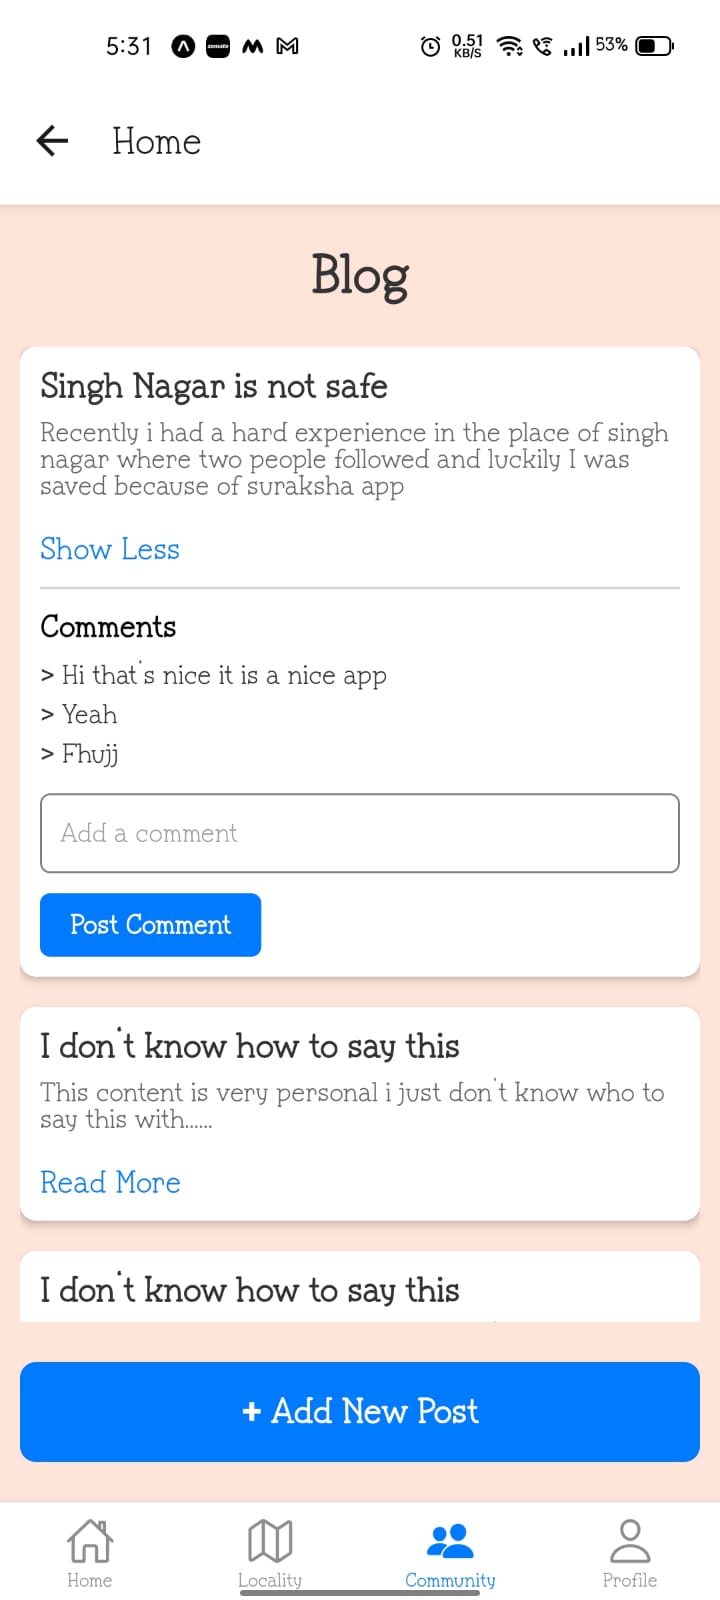 5:31
zomato
0.51
KB/S
53%
Home
Blog
Singh Nagar is not safe
Recently i had a hard experience in the place of singh
nagar where two people followed and luckily I was
saved because of suraksha app
Show Less
Comments
> Hi that's nice it is a nice app
> Yeah
> Fhujj
Add a comment
Post Comment
I don't know how to say this
This content is very personal i just don't know who to
say this with......
Read More
I don't know how to say this
+ Add New Post
Home
Locality
Community
Profile